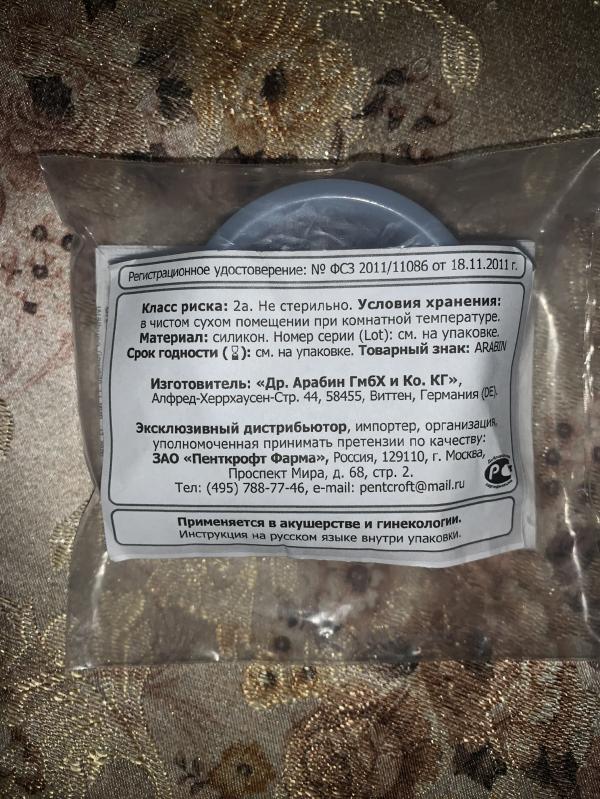 Регистрационное удостоверение: № ФСЗ 2011/11086 от 18.11.2011 г.
Класс риска: 2а. Не стерильно. Условия хранения:
в чистом сухом помещении при комнатной температуре.
Материал: силикон. Номер серии (Lot): см. на упаковке.
Срок годности (⌛): см. на упаковке. Товарный знак: ARABIN
Изготовитель: «Др. Арабин ГмбХ и Ко. КГ»,
Алфред-Херрхаусен-Стр. 44, 58455, Виттен, Германия (DE).
Эксклюзивный дистрибьютор, импортер, организация,
уполномоченная принимать претензии по качеству:
ЗАО «Пенткрофт Фарма», Россия, 129110, г. Москва,
Проспект Мира, д. 68, стр. 2.
Тел: (495) 788-77-46, e-mail: pentcroft@mail.ru
Применяется в акушерстве и гинекологии.
Инструкция на русском языке внутри упаковки.